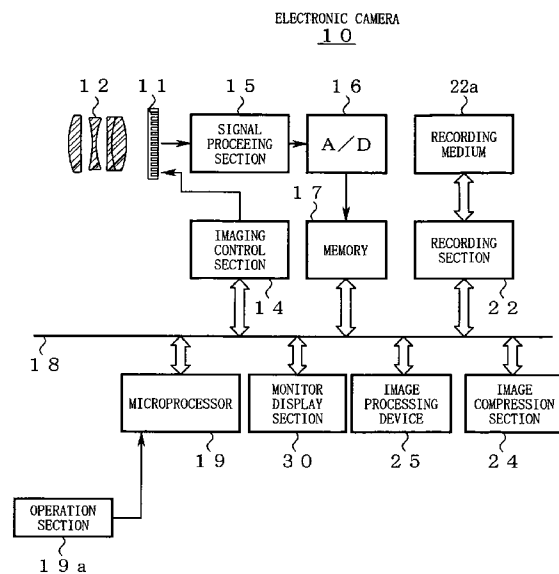 ELECTRONIC CAMERA
10
12
11
15
16
22a
SIGNAL
PROCEEING
SECTION
A/D
RECORDING
MEDIUM
17
IMAGING
CONTROL
SECTION
MEMORY
RECORDING
SECTION
14
22
18
MICROPROCESSOR
MONITOR
DISPLAY
SECTION
IMAGE
PROCESSING
DEVICE
IMAGE
COMPRESSION
SECTION
19
30
25
24
OPERATION
SECTION
19a